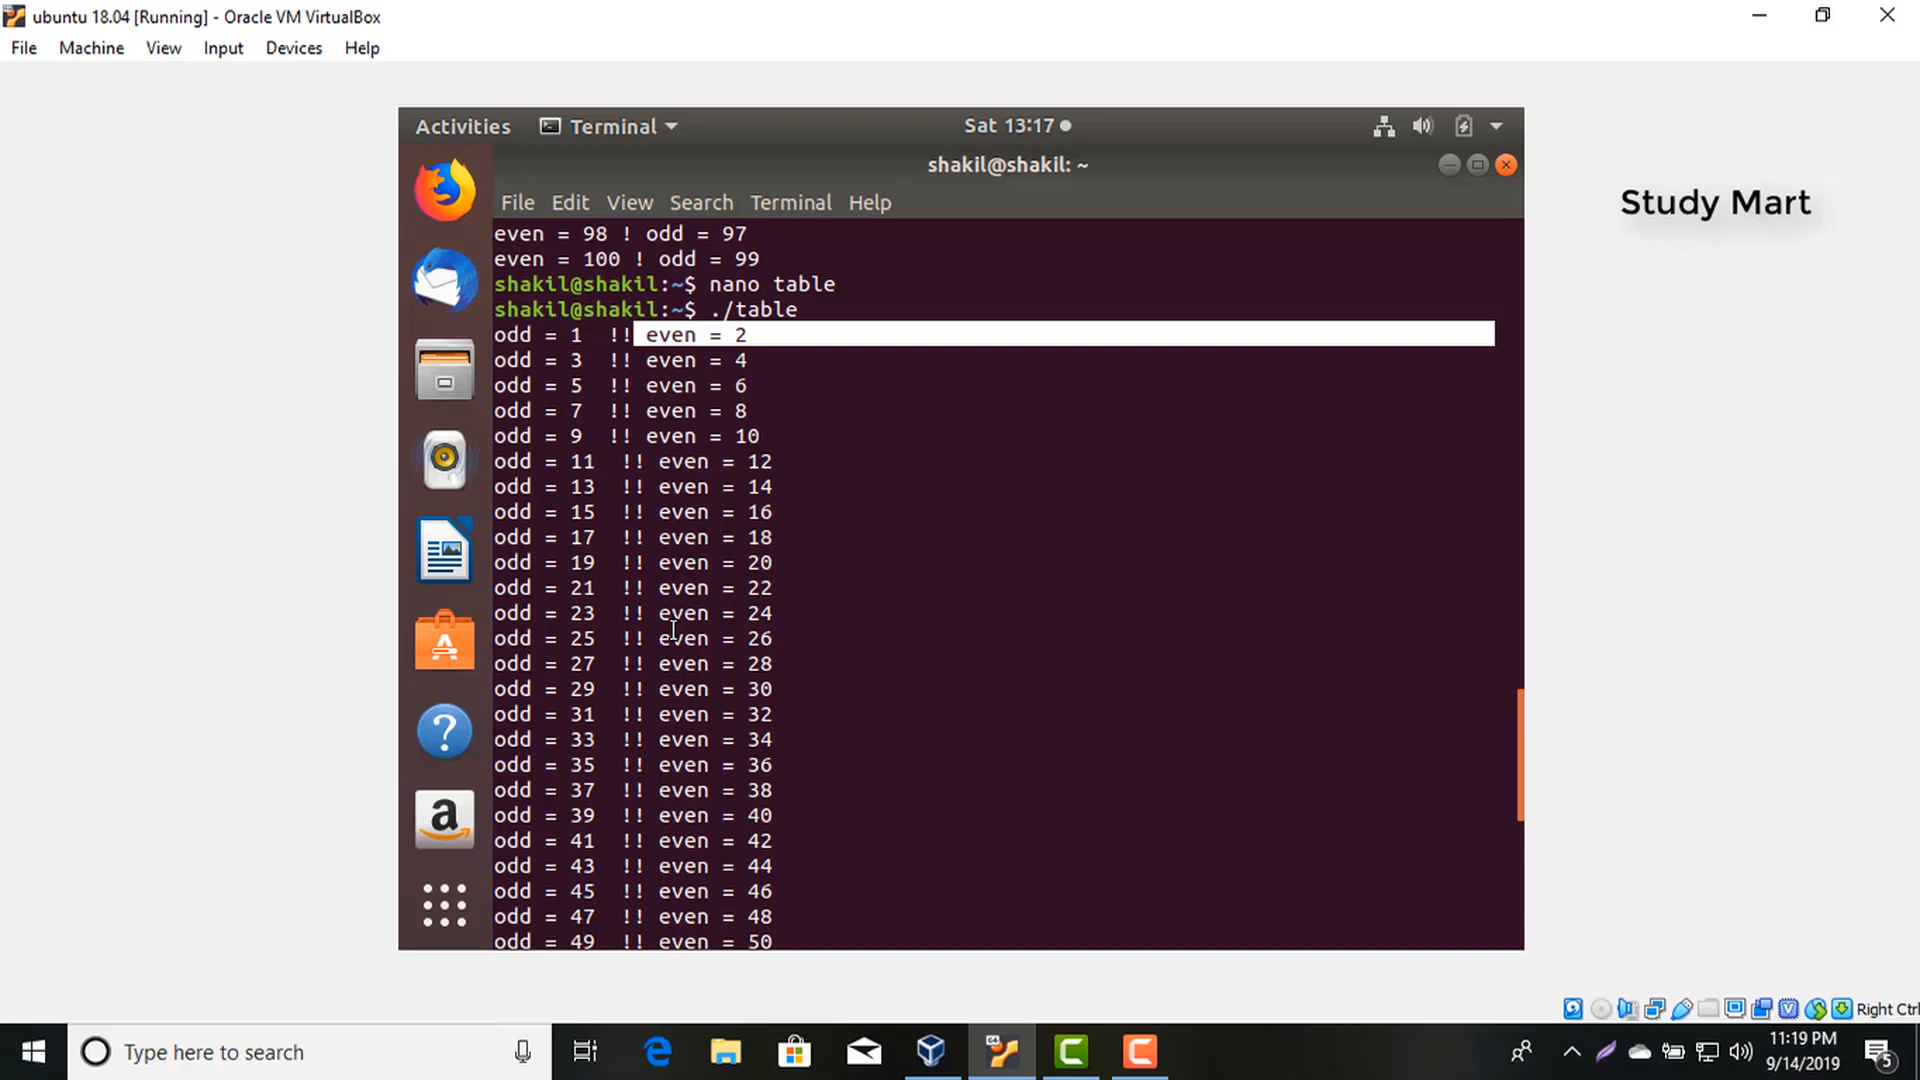 ubuntu 18.04 [Running] - Oracle VM VirtualBox
File Machine View Input Devices Help
Activities Terminal Sat 13:17
shakil@shakil: ~
File Edit View Search Terminal Help
Study Mart
even = 98 ! odd = 97
even = 100 ! odd = 99
shakil@shakil:~$ nano table
shakil@shakil:~$ ./table
odd = 1  !! even = 2
odd = 3  !! even = 4
odd = 5  !! even = 6
odd = 7  !! even = 8
odd = 9  !! even = 10
odd = 11  !! even = 12
odd = 13  !! even = 14
odd = 15  !! even = 16
odd = 17  !! even = 18
odd = 19  !! even = 20
odd = 21  !! even = 22
odd = 23  !! even = 24
odd = 25  !! even = 26
odd = 27  !! even = 28
odd = 29  !! even = 30
odd = 31  !! even = 32
odd = 33  !! even = 34
odd = 35  !! even = 36
odd = 37  !! even = 38
odd = 39  !! even = 40
odd = 41  !! even = 42
odd = 43  !! even = 44
odd = 45  !! even = 46
odd = 47  !! even = 48
odd = 49  !! even = 50
Right Ctrl
Type here to search
11:19 PM
9/14/2019
5